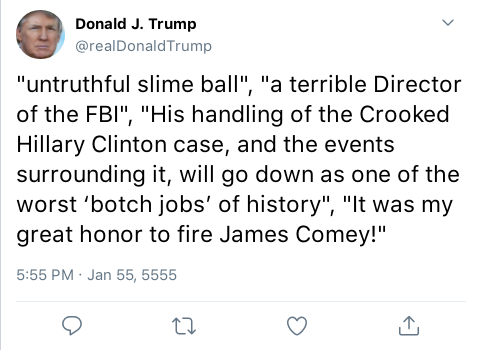 Donald J. Trump
@realDonaldTrump
"untruthful slime ball", "a terrible Director
of the FBI", "His handling of the Crooked
Hillary Clinton case, and the events
surrounding it, will go down as one of the
worst ‘botch jobs’ of history", "It was my
great honor to fire James Comey!"
5:55 PM · Jan 55, 5555